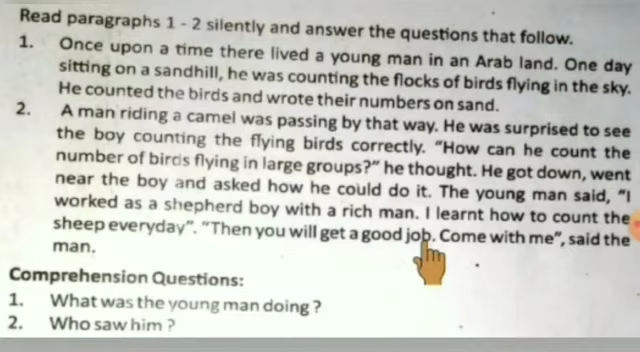 Read paragraphs 1 - 2 silently and answer the questions that follow.
1. Once upon a time there lived a young man in an Arab land. One day
sitting on a sandhill, he was counting the flocks of birds flying in the sky.
He counted the birds and wrote their numbers on sand.
2. A man riding a camel was passing by that way. He was surprised to see
the boy counting the flying birds correctly. "How can he count the
number of birds flying in large groups?" he thought. He got down, went
near the boy and asked how he could do it. The young man said, "I
worked as a shepherd boy with a rich man. I learnt how to count the
sheep everyday". "Then you will get a good job. Come with me", said the
man.
Comprehension Questions:
1. What was the young man doing ?
2. Who saw him ?